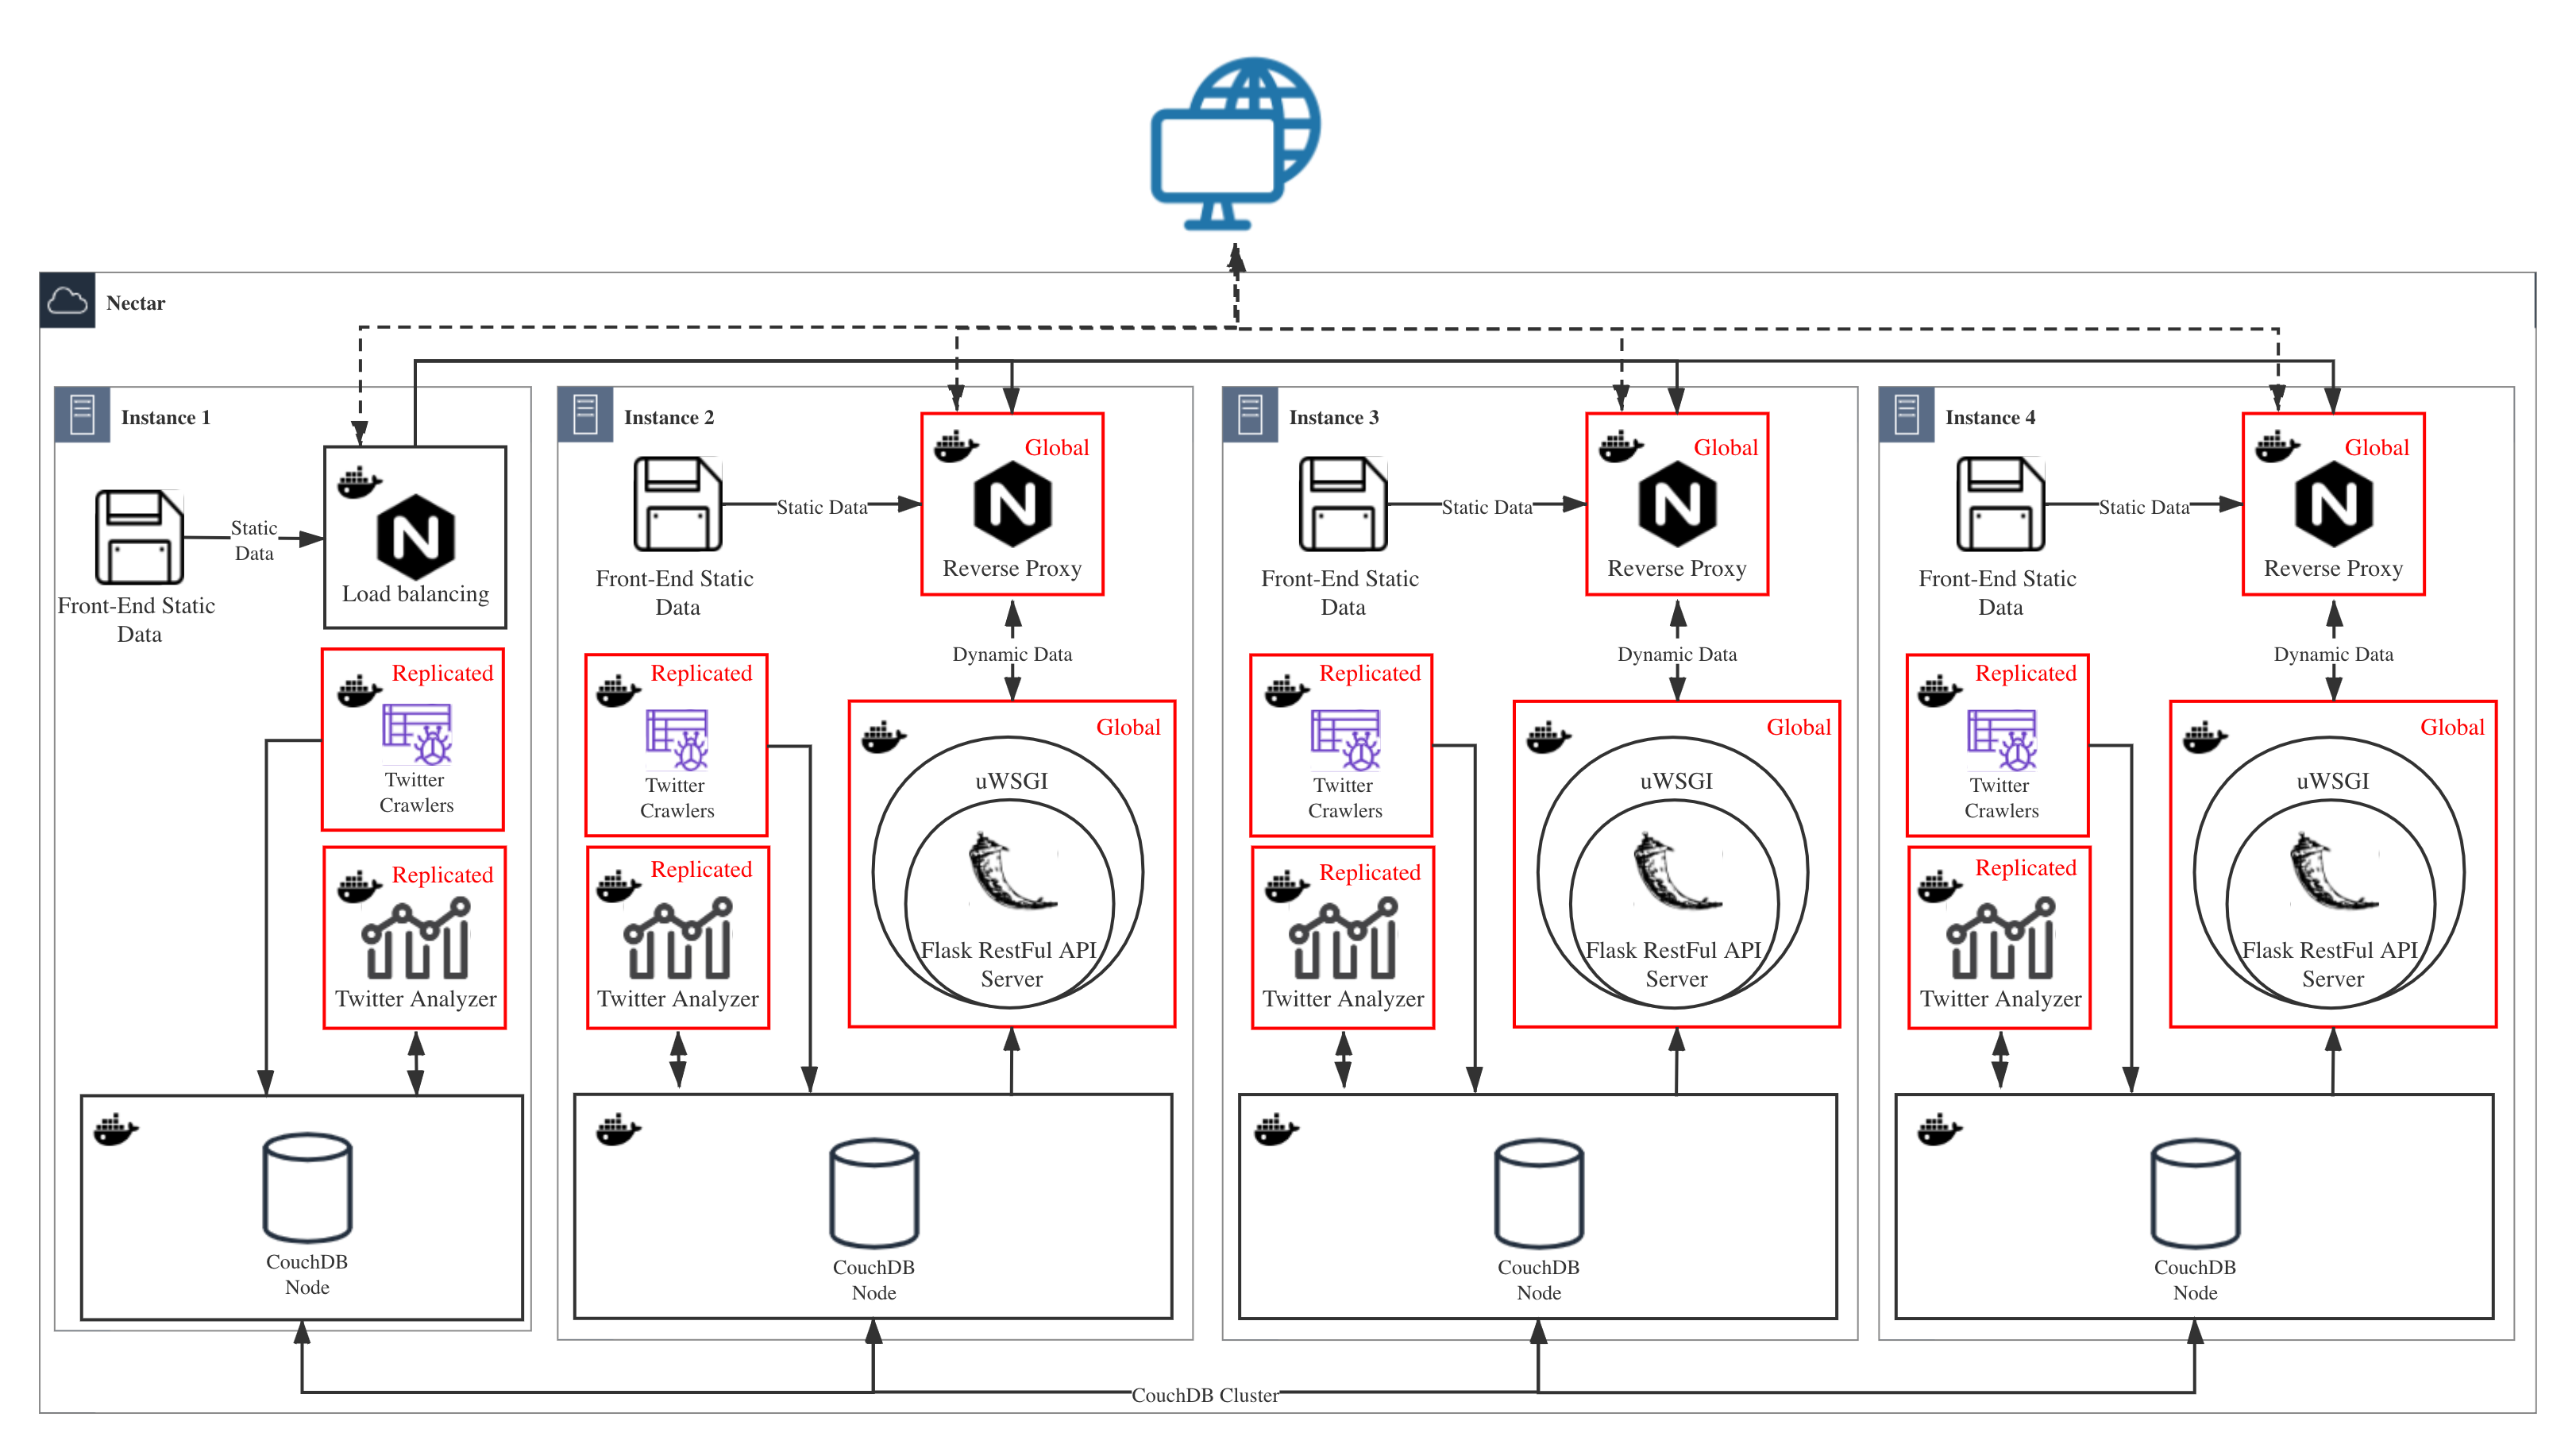 Nectar
Instance 1
Static
Data
Front-End Static
Data
N
Load balancing
Replicated
Twitter
Crawlers
Replicated
Twitter Analyzer
CouchDB
Node
Instance 2
Global
Static Data
N
Reverse Proxy
Front-End Static
Data
Dynamic Data
Replicated
Twitter
Crawlers
Global
uWSGI
Flask RestFul API
Server
Replicated
Twitter Analyzer
CouchDB
Node
Instance 3
Global
Static Data
N
Reverse Proxy
Front-End Static
Data
Dynamic Data
Replicated
Twitter
Crawlers
Global
uWSGI
Flask RestFul API
Server
Replicated
Twitter Analyzer
CouchDB
Node
Instance 4
Global
Static Data
N
Reverse Proxy
Front-End Static
Data
Dynamic Data
Replicated
Twitter
Crawlers
Global
uWSGI
Flask RestFul API
Server
Replicated
Twitter Analyzer
CouchDB
Node
CouchDB Cluster